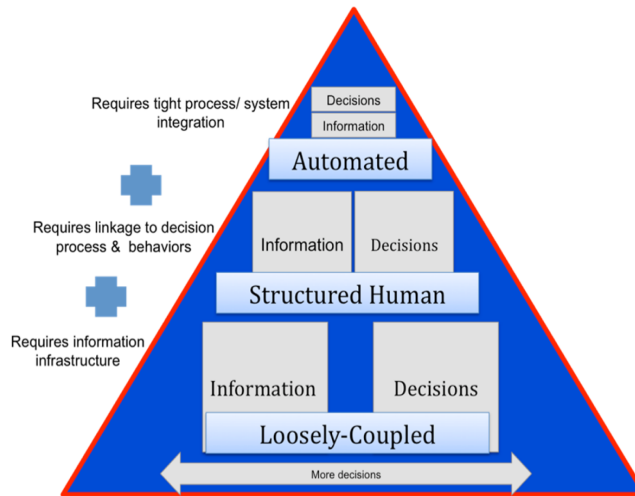 Requires tight process/ system
integration
Decisions
Information
Automated
Requires linkage to decision
process & behaviors
Information
Decisions
Structured Human
Requires information
infrastructure
Information
Decisions
Loosely-Coupled
More decisions